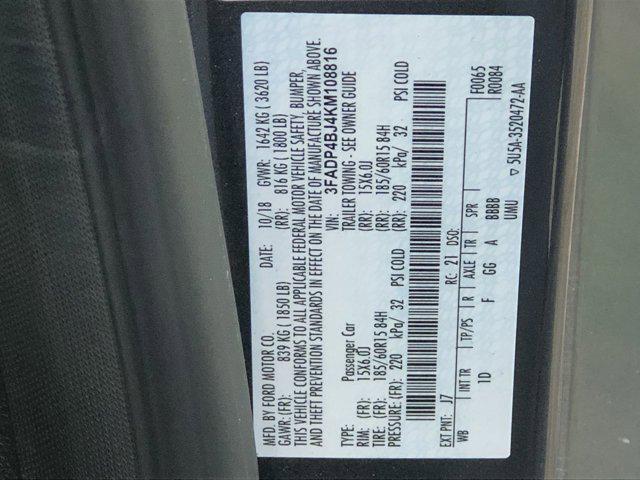 MFD. BY FORD MOTOR CO.
DATE: 10/18 GVWR: 1642 KG ( 3620 LB)
GAWR:(FR): 839 KG ( 1850 LB) (RR): 816 KG ( 1800 LB)
THIS VEHICLE CONFORMS TO ALL APPLICABLE FEDERAL MOTOR VEHICLE SAFETY, BUMPER,
AND THEFT PREVENTION STANDARDS IN EFFECT ON THE DATE OF MANUFACTURE SHOWN ABOVE.
VIN: 3FADP4BJ4KM108816
TYPE: Passenger Car TRAILER TOWING - SEE OWNER GUIDE
RIM: (FR): 15X6.0J (RR): 15X6.0J
TIRE: (FR): 185/60R15 84H (RR): 185/60R15 84H
PRESSURE: (FR): 220 kPa/ 32 PSI COLD (RR): 220 kPa/ 32 PSI COLD
EXT PNT: J7 RC: 21 DSO: F0065
WB INT TR TP/PS R AXLE TR SPR R0084
1D F GG A BBBB
UMU
▽ 5U5A-3520472-AA